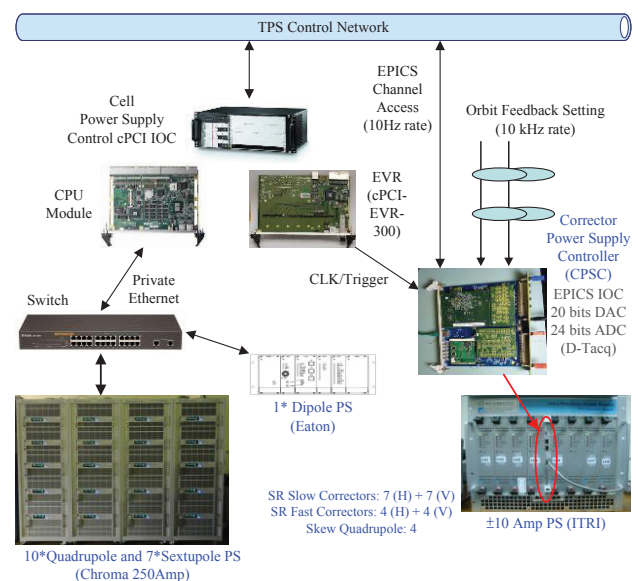 TPS Control Network
Cell
Power Supply
Control cPCI IOC
EPICS
Channel
Access
(10Hz rate)
Orbit Feedback Setting
(10 kHz rate)
CPU
Module
EVR
(cPCI-
EVR-
300)
Corrector
Power Supply
Controller
(CPSC)
EPICS IOC
20 bits DAC
24 bits ADC
(D-Tacq)
Private
Ethernet
CLK/Trigger
Switch
1* Dipole PS
(Eaton)
SR Slow Correctors: 7 (H) + 7 (V)
SR Fast Correctors: 4 (H) + 4 (V)
Skew Quadrupole: 4
±10 Amp PS (ITRI)
10*Quadrupole and 7*Sextupole PS
(Chroma 250Amp)